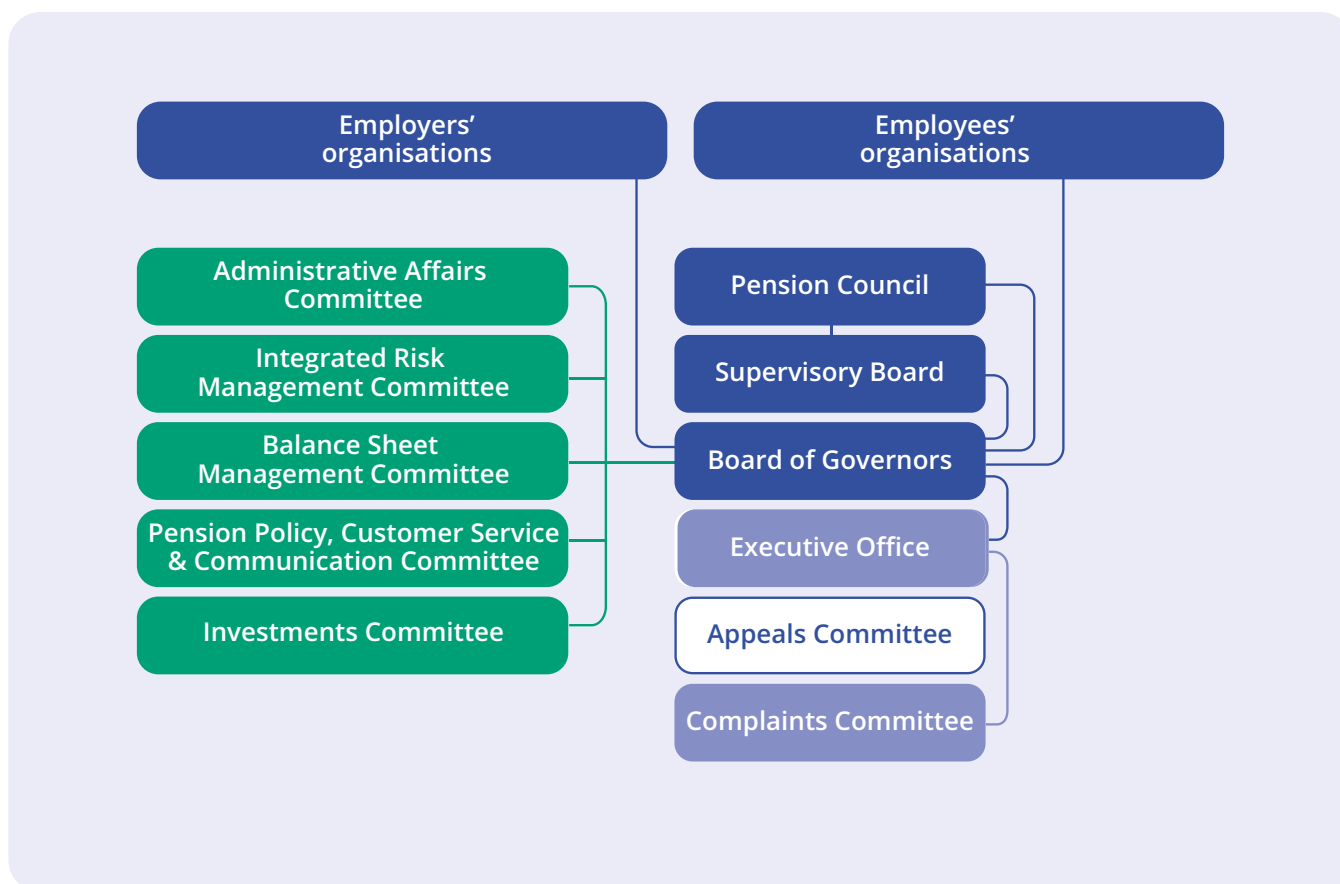 Employers’
organisations
Employees’
organisations
Administrative Affairs
Committee
Integrated Risk
Management Committee
Balance Sheet
Management Committee
Pension Policy, Customer Service
& Communication Committee
Investments Committee
Pension Council
Supervisory Board
Board of Governors
Executive Office
Appeals Committee
Complaints Committee